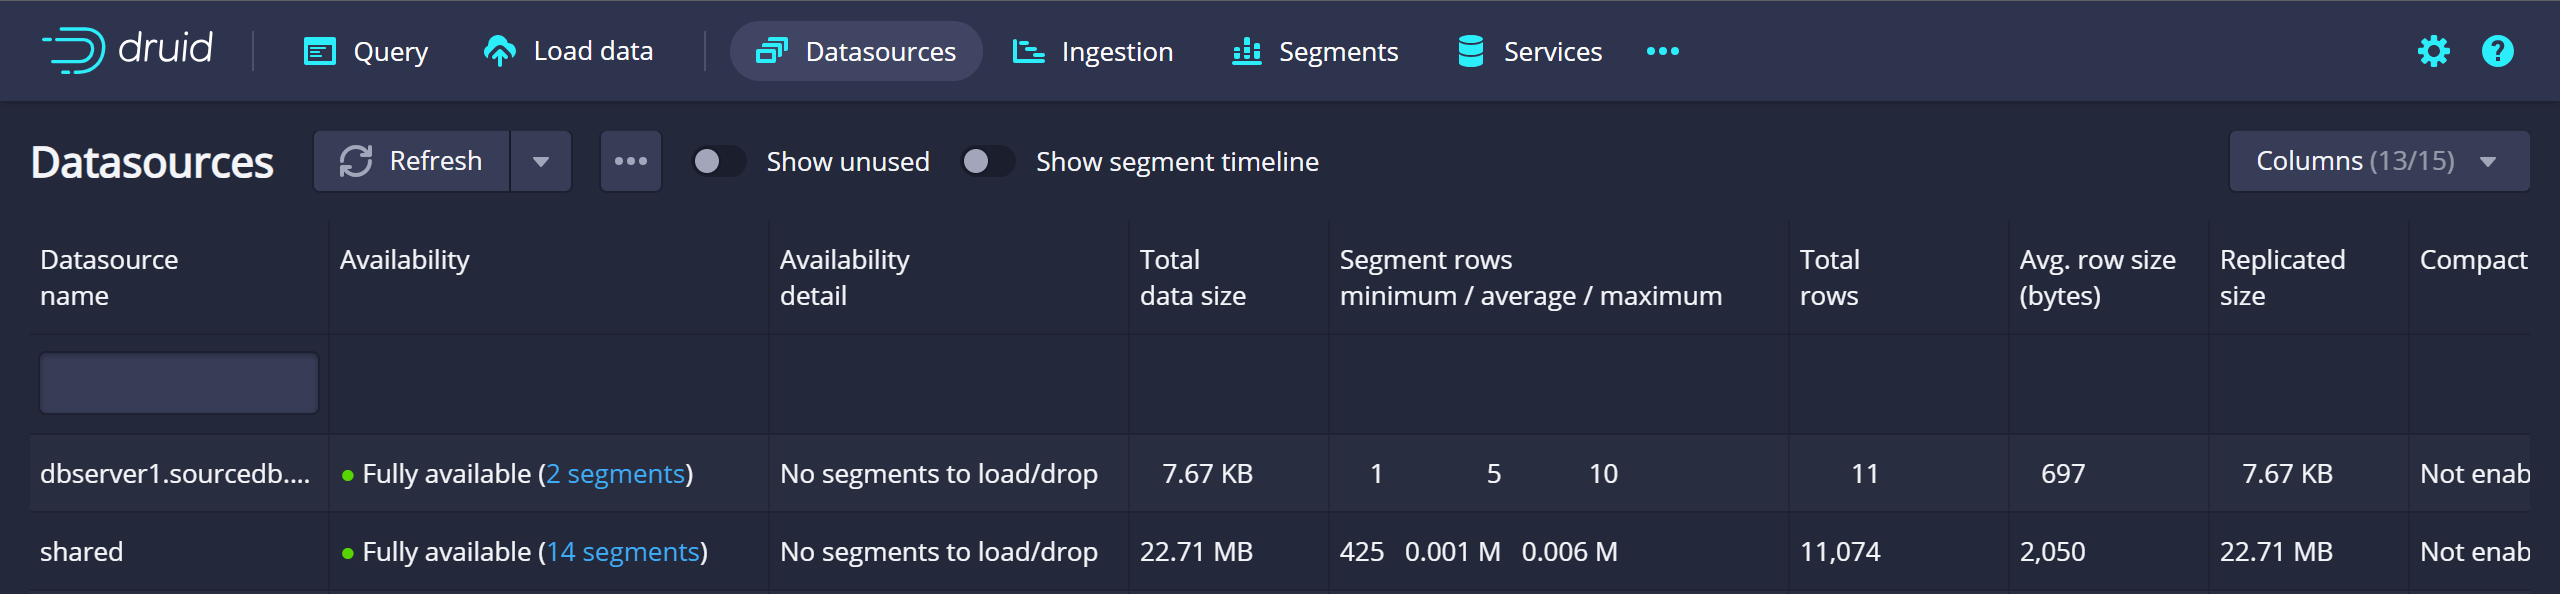 druid Query Load data Datasources Ingestion Segments Services
Datasources Refresh Show unused Show segment timeline Columns (13/15)
Datasource name Availability Availability detail Total data size Segment rows minimum / average / maximum Total rows Avg. row size (bytes) Replicated size Compact
dbserver1.sourcedb.... Fully available (2 segments) No segments to load/drop 7.67 KB 1 5 10 11 697 7.67 KB Not enab
shared Fully available (14 segments) No segments to load/drop 22.71 MB 425 0.001 M 0.006 M 11,074 2,050 22.71 MB Not enab